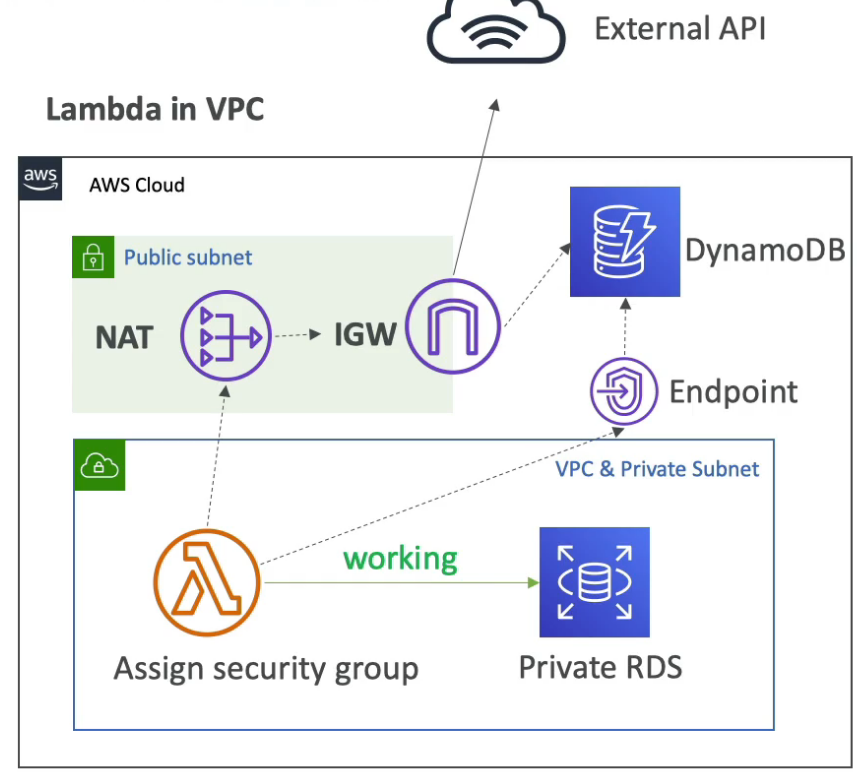 External API
Lambda in VPC
aws
AWS Cloud
Public subnet
DynamoDB
NAT
IGW
Endpoint
VPC & Private Subnet
working
Assign security group
Private RDS